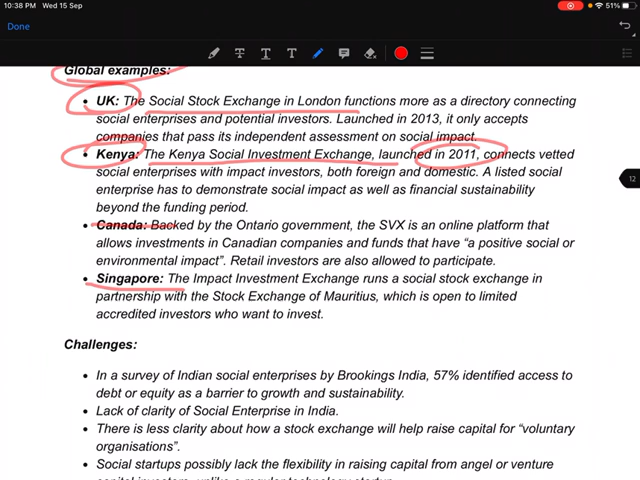 10:38 PM Wed 15 Sep
51%
Done
T T T
Global examples:
• UK: The Social Stock Exchange in London functions more as a directory connecting
social enterprises and potential investors. Launched in 2013, it only accepts
companies that pass its independent assessment on social impact.
• Kenya: The Kenya Social Investment Exchange, launched in 2011, connects vetted
social enterprises with impact investors, both foreign and domestic. A listed social
enterprise has to demonstrate social impact as well as financial sustainability
beyond the funding period.
12
• Canada: Backed by the Ontario government, the SVX is an online platform that
allows investments in Canadian companies and funds that have “a positive social or
environmental impact”. Retail investors are also allowed to participate.
• Singapore: The Impact Investment Exchange runs a social stock exchange in
partnership with the Stock Exchange of Mauritius, which is open to limited
accredited investors who want to invest.
Challenges:
• In a survey of Indian social enterprises by Brookings India, 57% identified access to
debt or equity as a barrier to growth and sustainability.
• Lack of clarity of Social Enterprise in India.
• There is less clarity about how a stock exchange will help raise capital for “voluntary
organisations”.
• Social startups possibly lack the flexibility in raising capital from angel or venture
capital investors, unlike a regular technology startup.